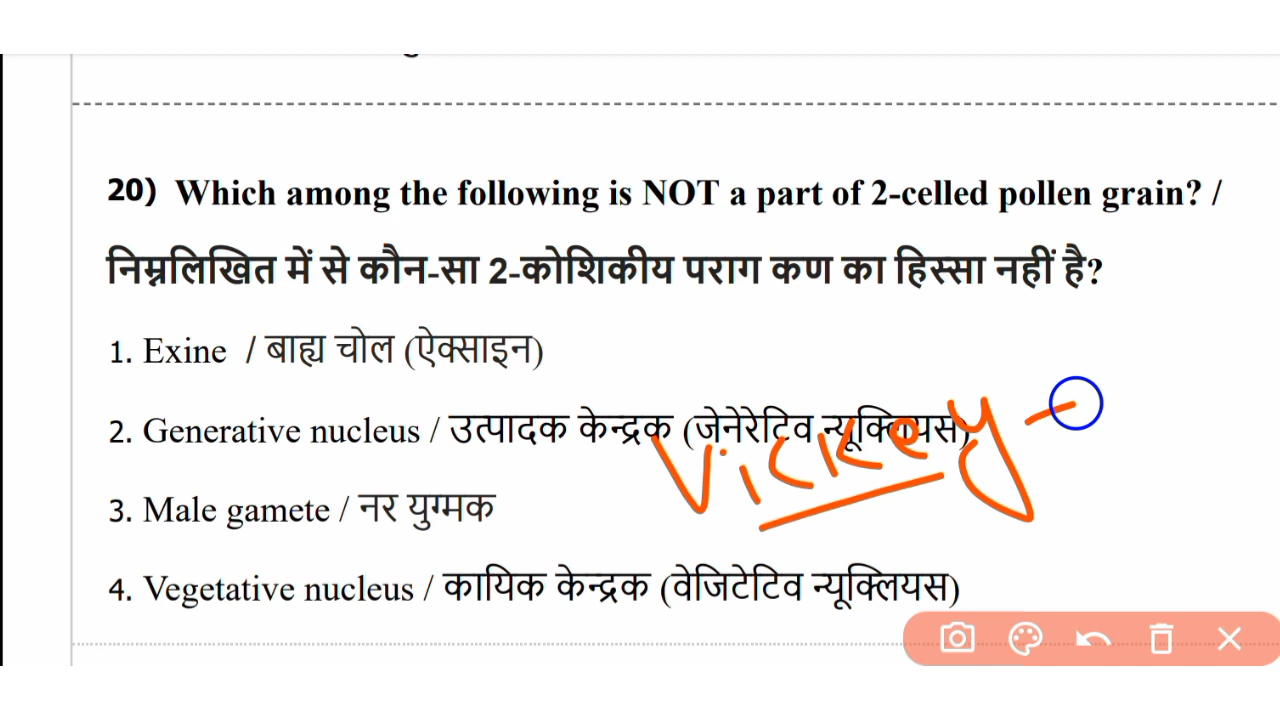 20) Which among the following is NOT a part of 2-celled pollen grain? /
निम्नलिखित में से कौन-सा 2-कोशिकीय पराग कण का हिस्सा नहीं है?
1. Exine / बाह्य चोल (ऐक्साइन)
2. Generative nucleus / उत्पादक केन्द्रक (जेनेरेटिव न्यूक्लियस)
Vickey -
3. Male gamete / नर युग्मक
4. Vegetative nucleus / कायिक केन्द्रक (वेजिटेटिव न्यूक्लियस)